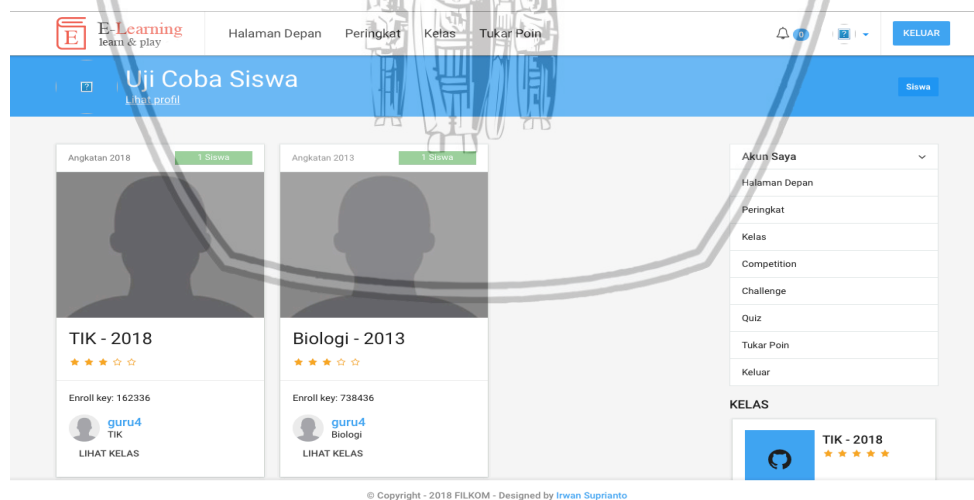 E-Learning
learn & play
Halaman Depan Peringkat Kelas Tukar Poin
0
KELUAR
Uji Coba Siswa
Lihat profil
Siswa
Angkatan 2018
1 Siswa
TIK - 2018
Enroll key: 162336
guru4
TIK
LIHAT KELAS
Angkatan 2013
1 Siswa
Biologi - 2013
Enroll key: 738436
guru4
Biologi
LIHAT KELAS
Akun Saya
Halaman Depan
Peringkat
Kelas
Competition
Challenge
Quiz
Tukar Poin
Keluar
KELAS
TIK - 2018
© Copyright - 2018 FILKOM - Designed by Irwan Suprianto